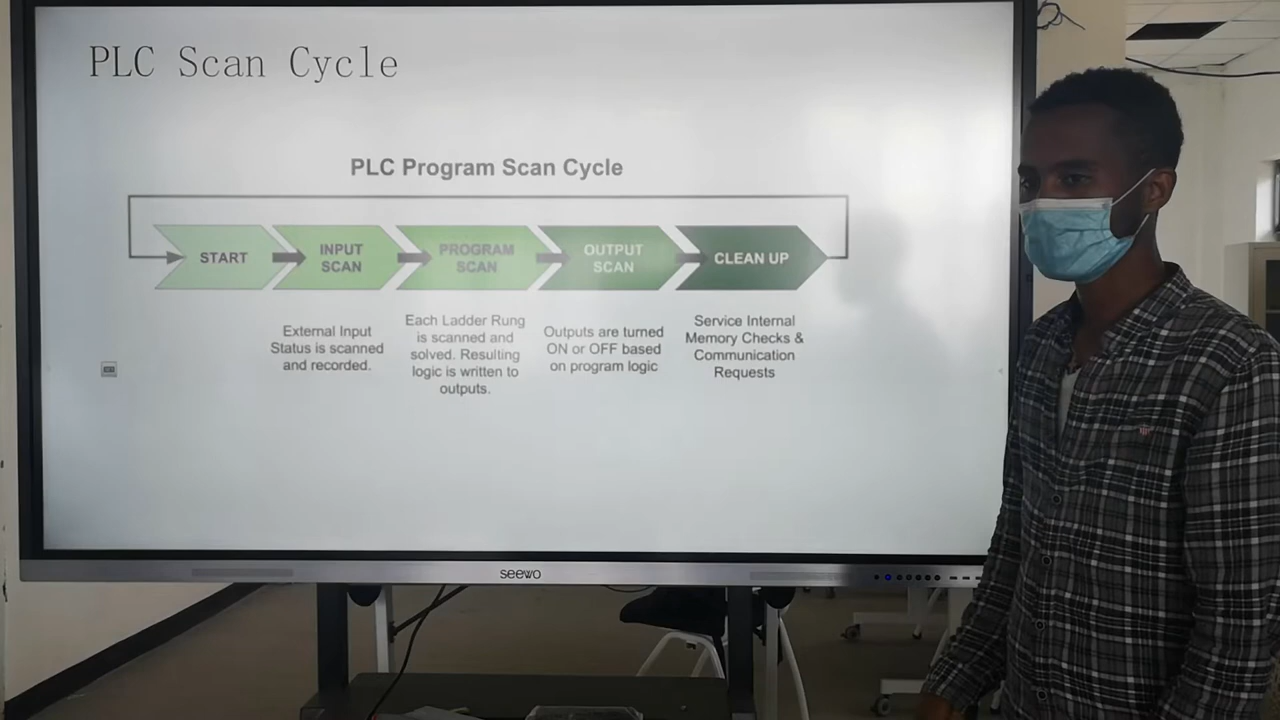 PLC Scan Cycle
PLC Program Scan Cycle
START
INPUT
SCAN
PROGRAM
SCAN
OUTPUT
SCAN
CLEAN UP
External Input
Status is scanned
and recorded.
Each Ladder Rung
is scanned and
solved. Resulting
logic is written to
outputs.
Outputs are turned
ON or OFF based
on program logic
Service Internal
Memory Checks &
Communication
Requests
seewo